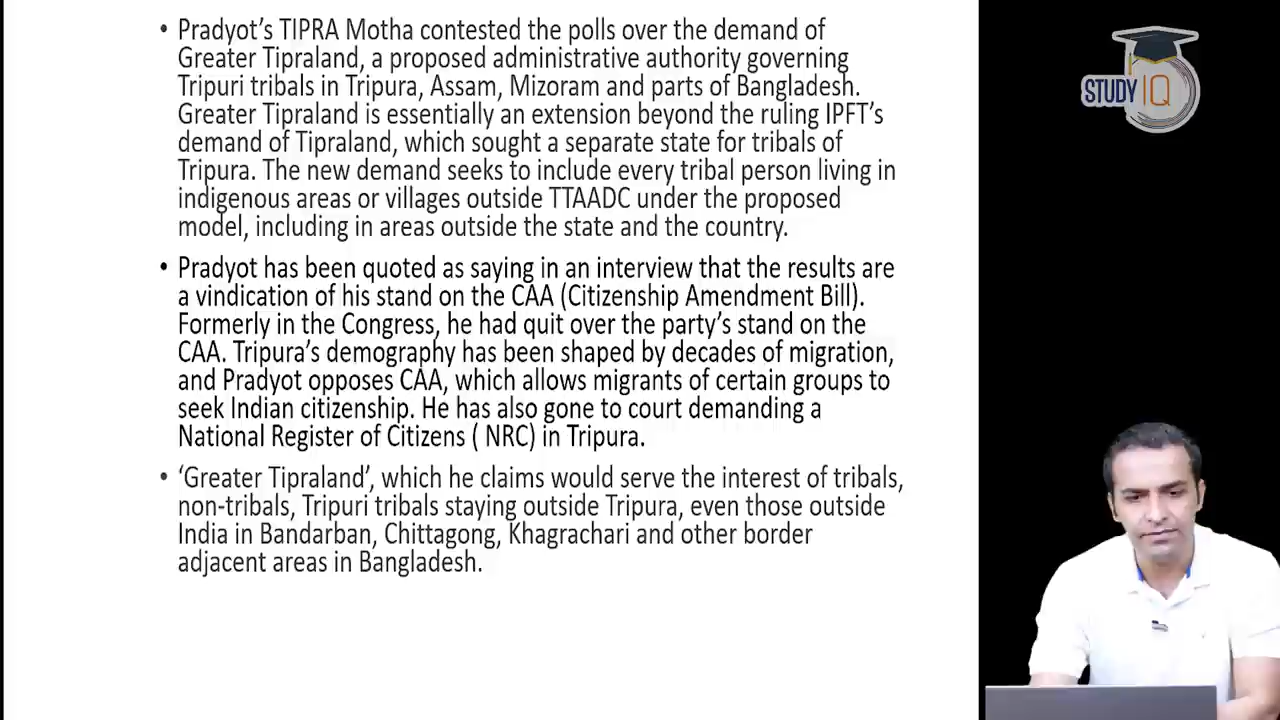 • Pradyot’s TIPRA Motha contested the polls over the demand of
Greater Tipraland, a proposed administrative authority governing
Tripuri tribals in Tripura, Assam, Mizoram and parts of Bangladesh.
Greater Tipraland is essentially an extension beyond the ruling IPFT’s
demand of Tipraland, which sought a separate state for tribals of
Tripura. The new demand seeks to include every tribal person living in
indigenous areas or villages outside TTAADC under the proposed
model, including in areas outside the state and the country.
• Pradyot has been quoted as saying in an interview that the results are
a vindication of his stand on the CAA (Citizenship Amendment Bill).
Formerly in the Congress, he had quit over the party’s stand on the
CAA. Tripura’s demography has been shaped by decades of migration,
and Pradyot opposes CAA, which allows migrants of certain groups to
seek Indian citizenship. He has also gone to court demanding a
National Register of Citizens ( NRC) in Tripura.
• ‘Greater Tipraland’, which he claims would serve the interest of tribals,
non-tribals, Tripuri tribals staying outside Tripura, even those outside
India in Bandarban, Chittagong, Khagrachari and other border
adjacent areas in Bangladesh.
STUDY IQ